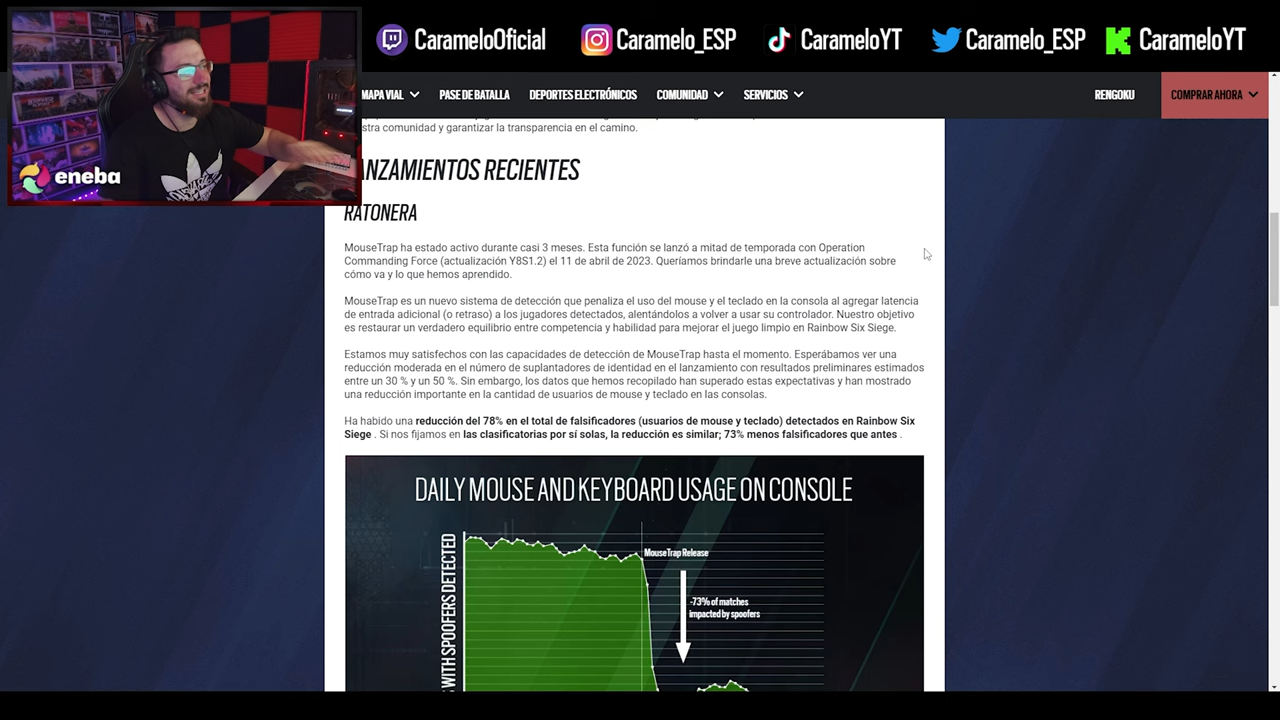 CarameloOficial
Caramelo_ESP
CarameloYT
Caramelo_ESP
CarameloYT
MAPA VIAL
PASE DE BATALLA
DEPORTES ELECTRÓNICOS
COMUNIDAD
SERVICIOS
RENGOKU
COMPRAR AHORA
eneba
stra comunidad y garantizar la transparencia en el camino.
ANZAMIENTOS RECIENTES
RATONERA
MouseTrap ha estado activo durante casi 3 meses. Esta función se lanzó a mitad de temporada con Operation
Commanding Force (actualización Y8S1.2) el 11 de abril de 2023. Queríamos brindarle una breve actualización sobre
cómo va y lo que hemos aprendido.
MouseTrap es un nuevo sistema de detección que penaliza el uso del mouse y el teclado en la consola al agregar latencia
de entrada adicional (o retraso) a los jugadores detectados, alentándolos a volver a usar su controlador. Nuestro objetivo
es restaurar un verdadero equilibrio entre competencia y habilidad para mejorar el juego limpio en Rainbow Six Siege.
Estamos muy satisfechos con las capacidades de detección de MouseTrap hasta el momento. Esperábamos ver una
reducción moderada en el número de suplantadores de identidad en el lanzamiento con resultados preliminares estimados
entre un 30 % y un 50 %. Sin embargo, los datos que hemos recopilado han superado estas expectativas y han mostrado
una reducción importante en la cantidad de usuarios de mouse y teclado en las consolas.
Ha habido una reducción del 78% en el total de falsificadores (usuarios de mouse y teclado) detectados en Rainbow Six
Siege . Si nos fijamos en las clasificatorias por sí solas, la reducción es similar; 73% menos falsificadores que antes .
DAILY MOUSE AND KEYBOARD USAGE ON CONSOLE
WITH SPOOFERS DETECTED
MouseTrap Release
-73% of matches
impacted by spoofers